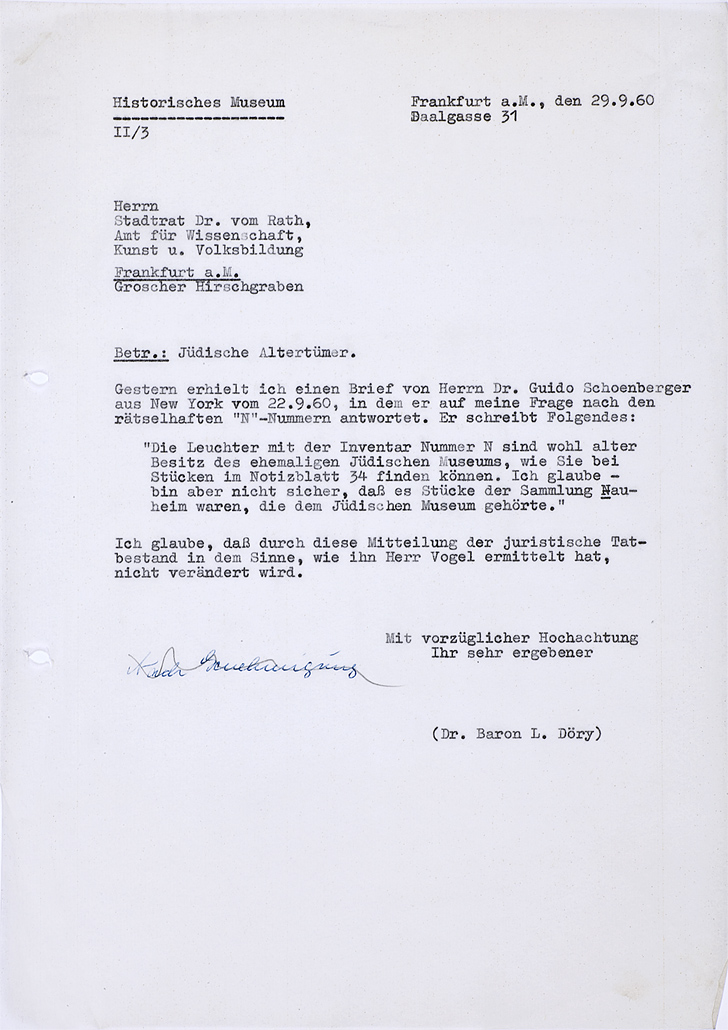 Historisches Museum
-------------------
II/3
Frankfurt a.M., den 29.9.60
Daalgasse 31
Herrn
Stadtrat Dr. vom Rath,
Amt für Wissenschaft,
Kunst u. Volksbildung
Frankfurt a.M.
Groscher Hirschgraben
Betr.: Jüdische Altertümer.
Gestern erhielt ich einen Brief von Herrn Dr. Guido Schoenberger
aus New York vom 22.9.60, in dem er auf meine Frage nach den
rätselhaften "N"-Nummern antwortet. Er schreibt Folgendes:
"Die Leuchter mit der Inventar Nummer N sind wohl alter
Besitz des ehemaligen Jüdischen Museums, wie Sie bei
Stücken im Notizblatt 34 finden können. Ich glaube -
bin aber nicht sicher, daß es Stücke der Sammlung Nau-
heim waren, die dem Jüdischen Museum gehörte."
Ich glaube, daß durch diese Mitteilung der juristische Tat-
bestand in dem Sinne, wie ihn Herr Vogel ermittelt hat,
nicht verändert wird.
Mit vorzüglicher Hochachtung
Ihr sehr ergebener
(Dr. Baron L. Döry)